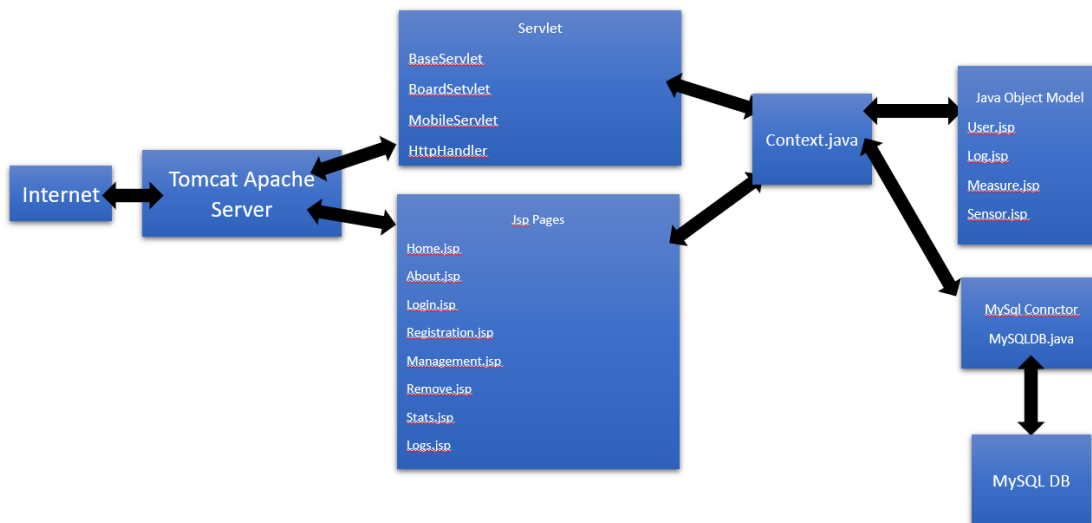 Internet
Tomcat Apache
Server
Servlet
BaseServlet
BoardSetvlet
MobileServlet
HttpHandler
Jsp Pages
Home.jsp
About.jsp
Login.jsp
Registration.jsp
Management.jsp
Remove.jsp
Stats.jsp
Logs.jsp
Context.java
Java Object Model
User.jsp
Log.jsp
Measure.jsp
Sensor.jsp
MySql Connctor
MySQLDB.java
MySQL DB